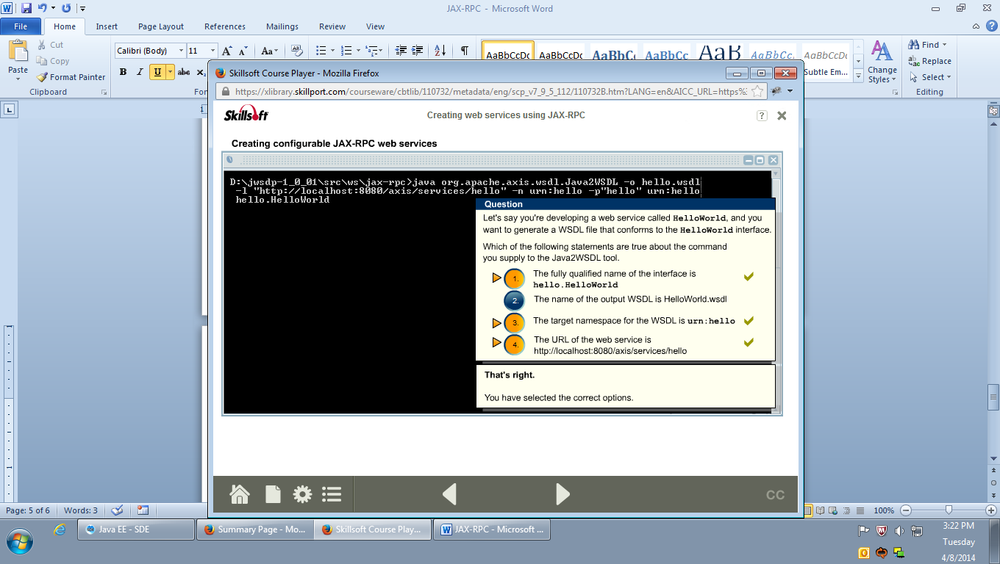 JAX-RPC - Microsoft Word
File Home Insert Page Layout References Mailings Review View
Paste
Cut
Copy
Format Painter
Clipboard
Calibri (Body) 11
B I U abc
AaBbCcDc AaBbCcDc AaBbCc AaBbCc AaB AaBbCc. AaBbCcDc
Subtle Em...
Change
Styles
Find
Replace
Select
Editing
Skillsoft Course Player - Mozilla Firefox
https://xlibrary.skillport.com/courseware/cbtlib/110732/metadata/eng/scp_v7_9_5_112/110732B.htm?LANG=en&AICC_URL=https%
Skillsoft
Creating web services using JAX-RPC
?
Creating configurable JAX-RPC web services
D:\jwsdp-1_0_01\src\ws\jax-rpc>java org.apache.axis.wsdl.Java2WSDL -o hello.wsdl
-l "http://localhost:8080/axis/services/hello" -n urn:hello -p"hello" urn:hello
hello.HelloWorld
Question
Let's say you're developing a web service called HelloWorld, and you
want to generate a WSDL file that conforms to the HelloWorld interface.
Which of the following statements are true about the command
you supply to the Java2WSDL tool.
1. The fully qualified name of the interface is
hello.HelloWorld
2. The name of the output WSDL is HelloWorld.wsdl
3. The target namespace for the WSDL is urn:hello
4. The URL of the web service is
http://localhost:8080/axis/services/hello
That's right.
You have selected the correct options.
CC
Page: 5 of 6 Words: 3 100%
Java EE - SDE
Summary Page - Mo...
Skillsoft Course Play...
JAX-RPC - Microsoft ...
3:22 PM
Tuesday
4/8/2014